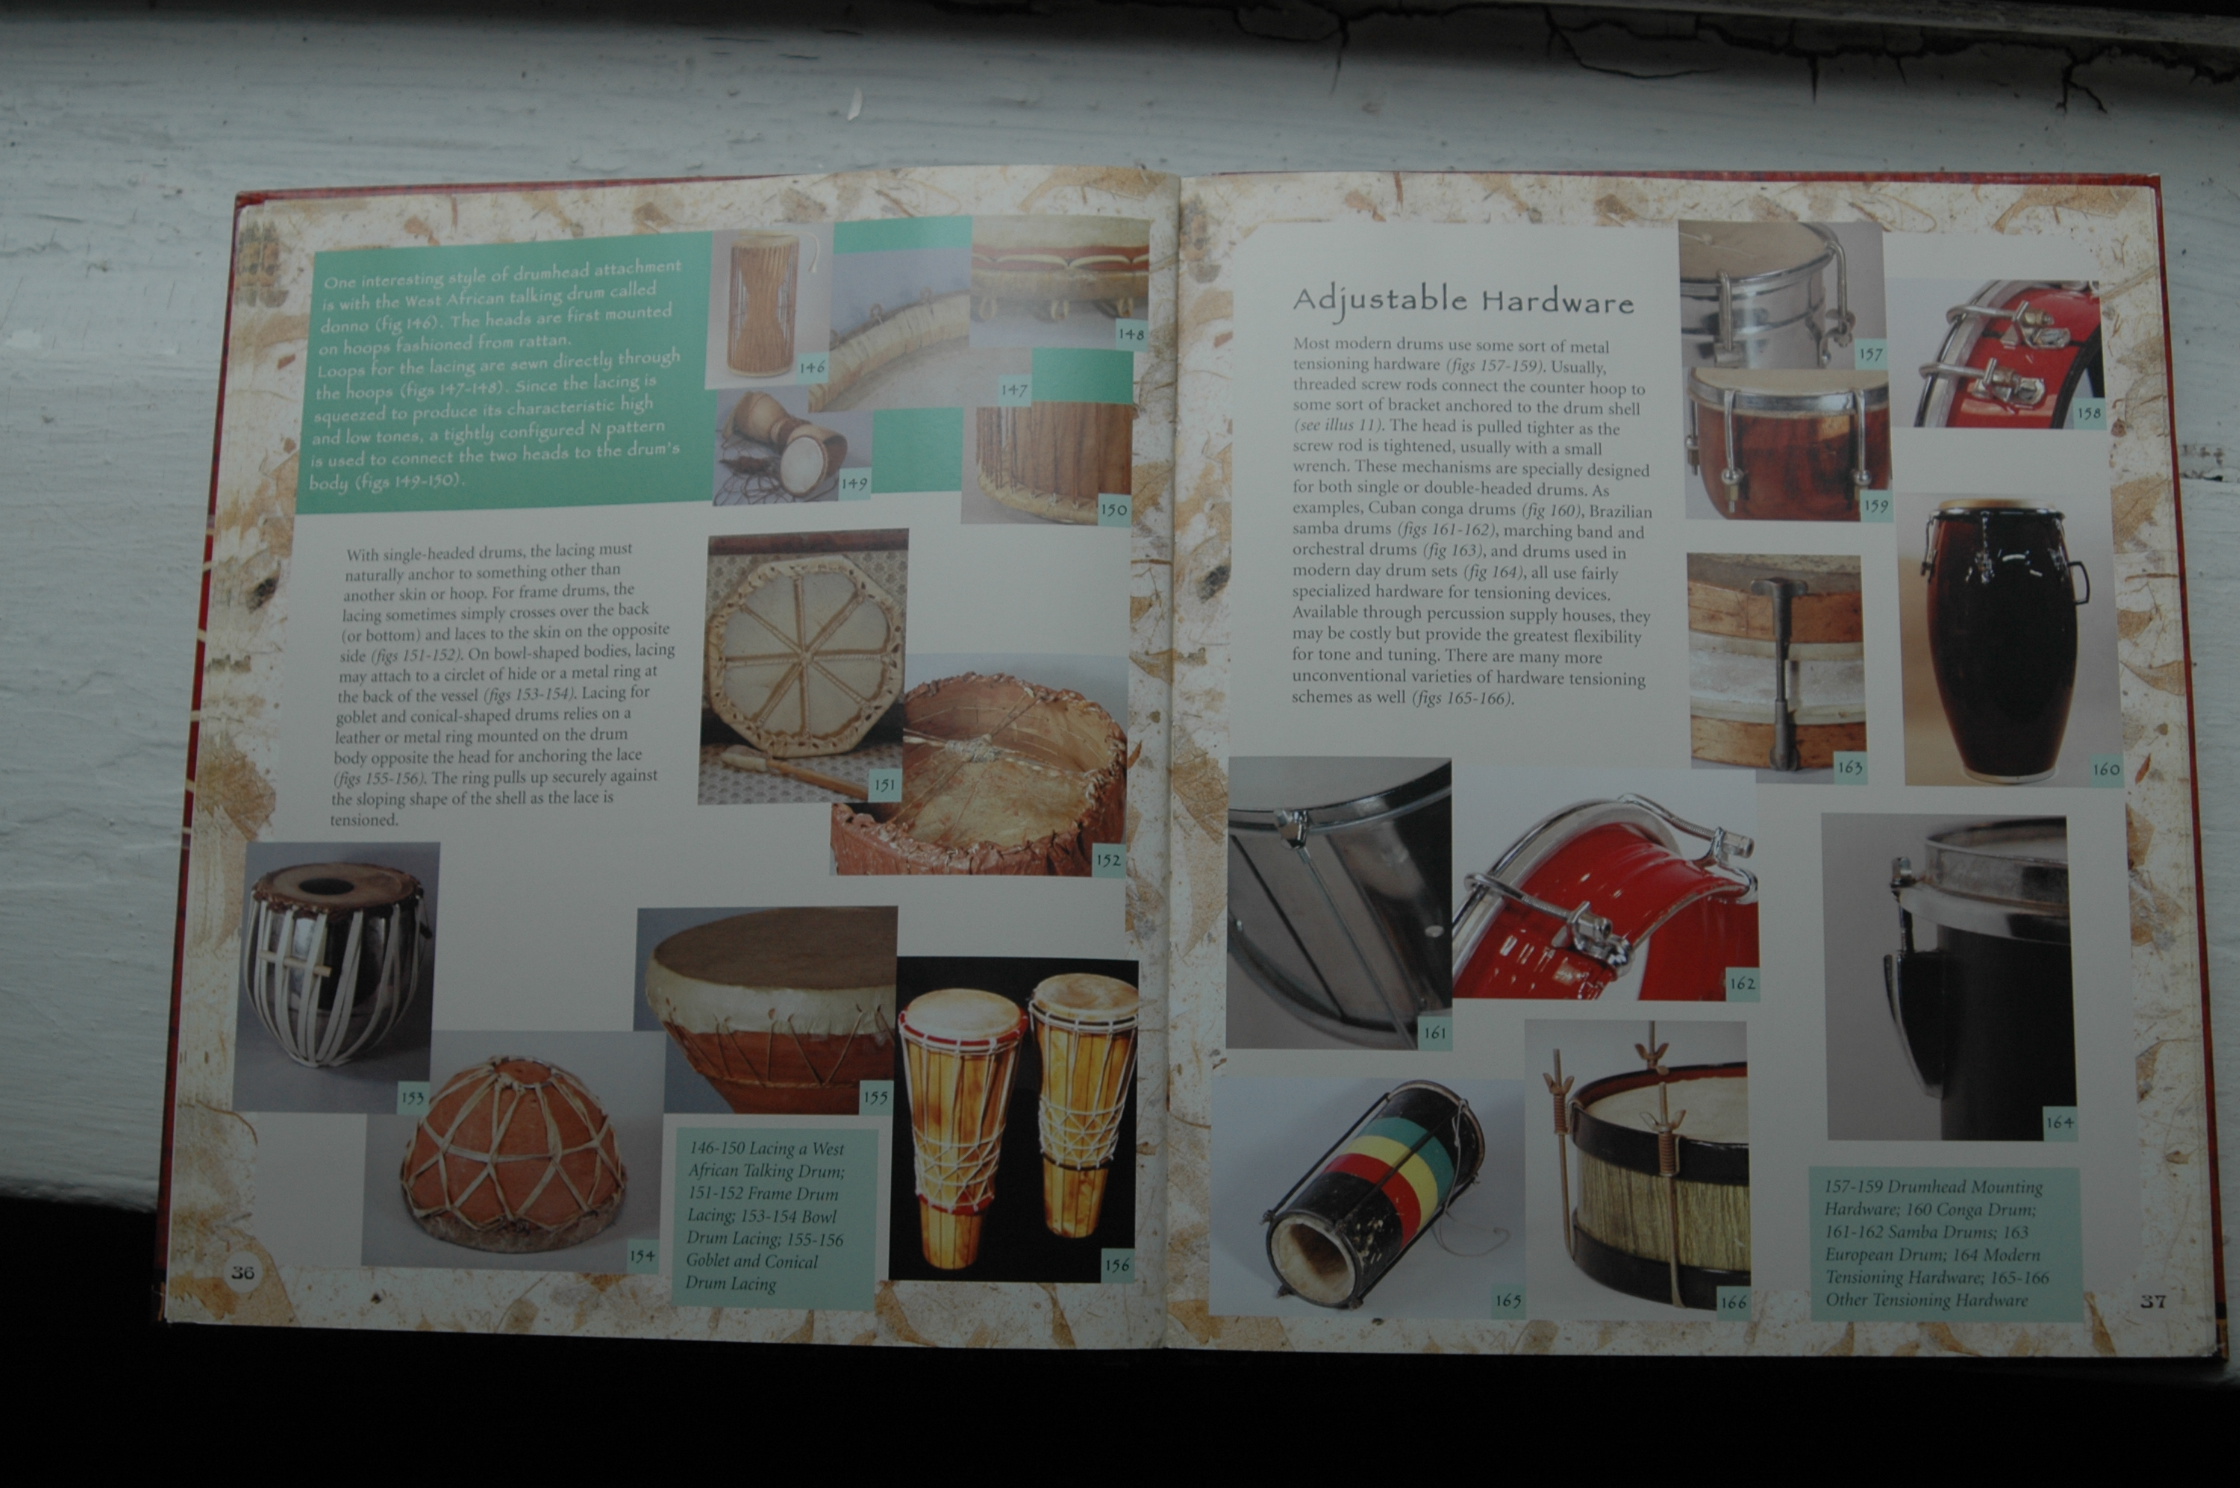 One interesting style of drumhead attachment
is with the West African talking drum called
donno (fig 146). The heads are first mounted
on hoops fashioned from rattan.
Loops for the lacing are sewn directly through
the hoops (figs 147-148). Since the lacing is
squeezed to produce its characteristic high
and low tones, a tightly configured N pattern
is used to connect the two heads to the drum's
body (figs 149-150).
146
148
147
149
150
With single-headed drums, the lacing must
naturally anchor to something other than
another skin or hoop. For frame drums, the
lacing sometimes simply crosses over the back
(or bottom) and laces to the skin on the opposite
side (figs 151-152). On bowl-shaped bodies, lacing
may attach to a circlet of hide or a metal ring at
the back of the vessel (figs 153-154). Lacing for
goblet and conical-shaped drums relies on a
leather or metal ring mounted on the drum
body opposite the head for anchoring the lace
(figs 155-156). The ring pulls up securely against
the sloping shape of the shell as the lace is
tensioned.
151
152
153
154
155
156
146-150 Lacing a West
African Talking Drum;
151-152 Frame Drum
Lacing; 153-154 Bowl
Drum Lacing; 155-156
Goblet and Conical
Drum Lacing
36
Adjustable Hardware
Most modern drums use some sort of metal
tensioning hardware (figs 157-159). Usually,
threaded screw rods connect the counter hoop to
some sort of bracket anchored to the drum shell
(see illus 11). The head is pulled tighter as the
screw rod is tightened, usually with a small
wrench. These mechanisms are specially designed
for both single or double-headed drums. As
examples, Cuban conga drums (fig 160), Brazilian
samba drums (figs 161-162), marching band and
orchestral drums (fig 163), and drums used in
modern day drum sets (fig 164), all use fairly
specialized hardware for tensioning devices.
Available through percussion supply houses, they
may be costly but provide the greatest flexibility
for tone and tuning. There are many more
unconventional varieties of hardware tensioning
schemes as well (figs 165-166).
157
158
159
160
163
161
162
164
165
166
157-159 Drumhead Mounting
Hardware; 160 Conga Drum;
161-162 Samba Drums; 163
European Drum; 164 Modern
Tensioning Hardware; 165-166
Other Tensioning Hardware
37